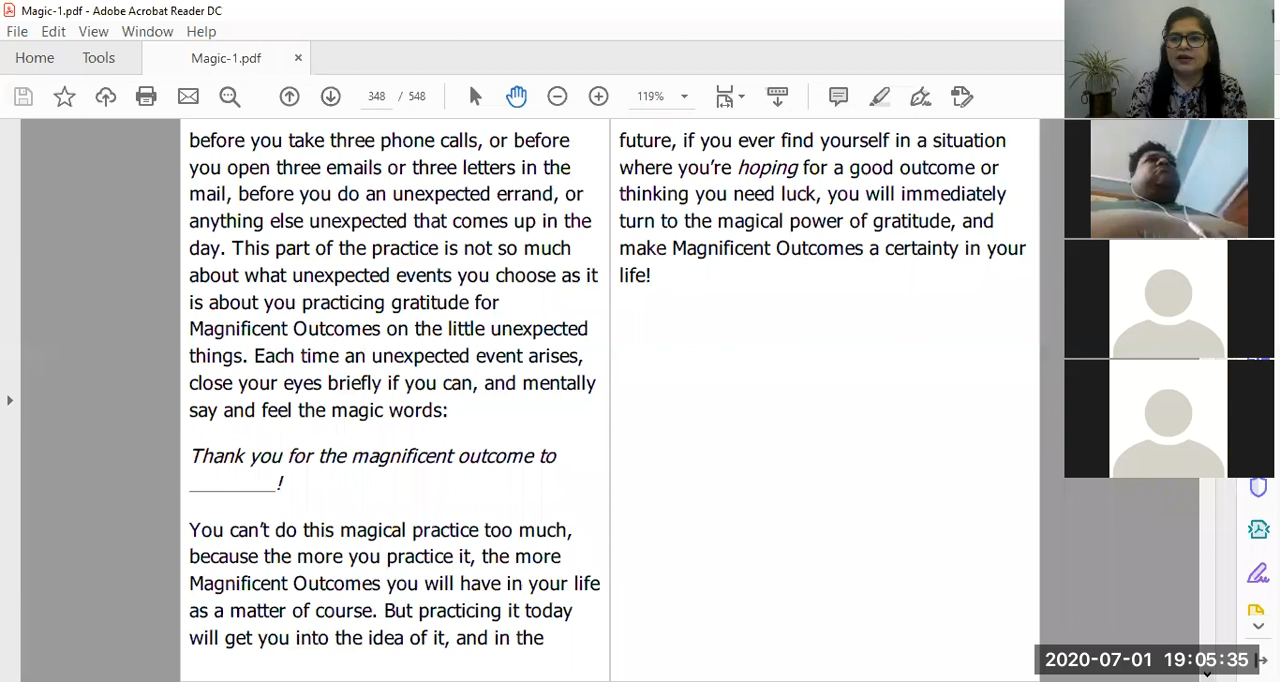 Magic-1.pdf - Adobe Acrobat Reader DC
File Edit View Window Help
Home Tools Magic-1.pdf ×
348 / 548 119%
before you take three phone calls, or before
you open three emails or three letters in the
mail, before you do an unexpected errand, or
anything else unexpected that comes up in the
day. This part of the practice is not so much
about what unexpected events you choose as it
is about you practicing gratitude for
Magnificent Outcomes on the little unexpected
things. Each time an unexpected event arises,
close your eyes briefly if you can, and mentally
say and feel the magic words:
Thank you for the magnificent outcome to
________!
You can’t do this magical practice too much,
because the more you practice it, the more
Magnificent Outcomes you will have in your life
as a matter of course. But practicing it today
will get you into the idea of it, and in the
future, if you ever find yourself in a situation
where you’re hoping for a good outcome or
thinking you need luck, you will immediately
turn to the magical power of gratitude, and
make Magnificent Outcomes a certainty in your
life!
2020-07-01 19:05:35